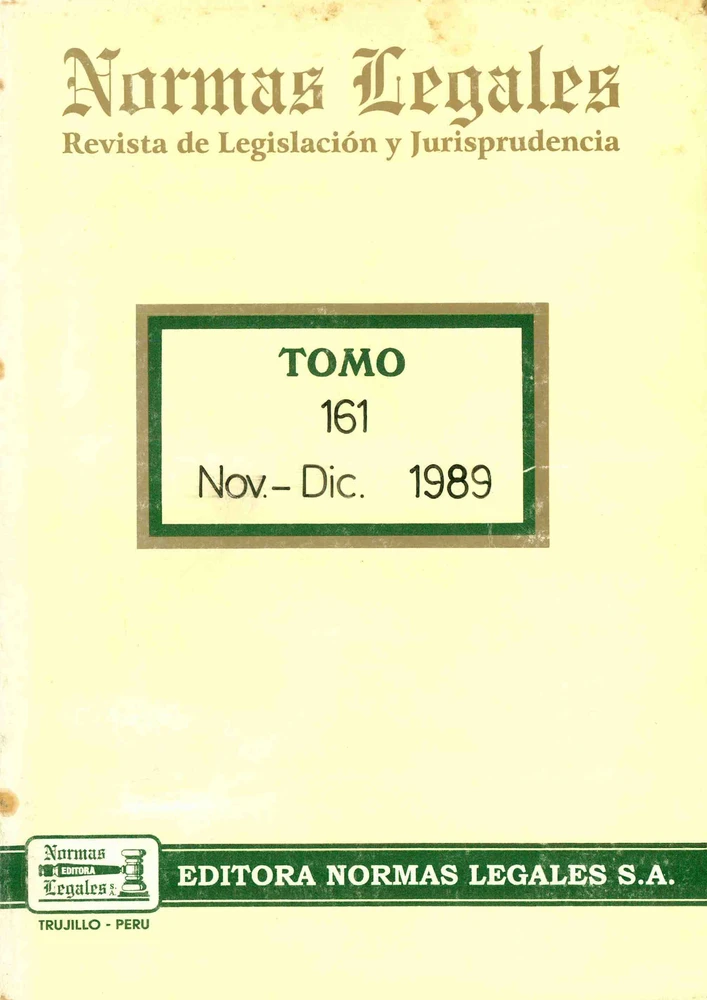 Normas Legales
Revista de Legislación y Jurisprudencia
TOMO
161
Nov.- Dic. 1989
Normas
EDITORA
Legales S.A.
EDITORA NORMAS LEGALES S.A.
TRUJILLO - PERU